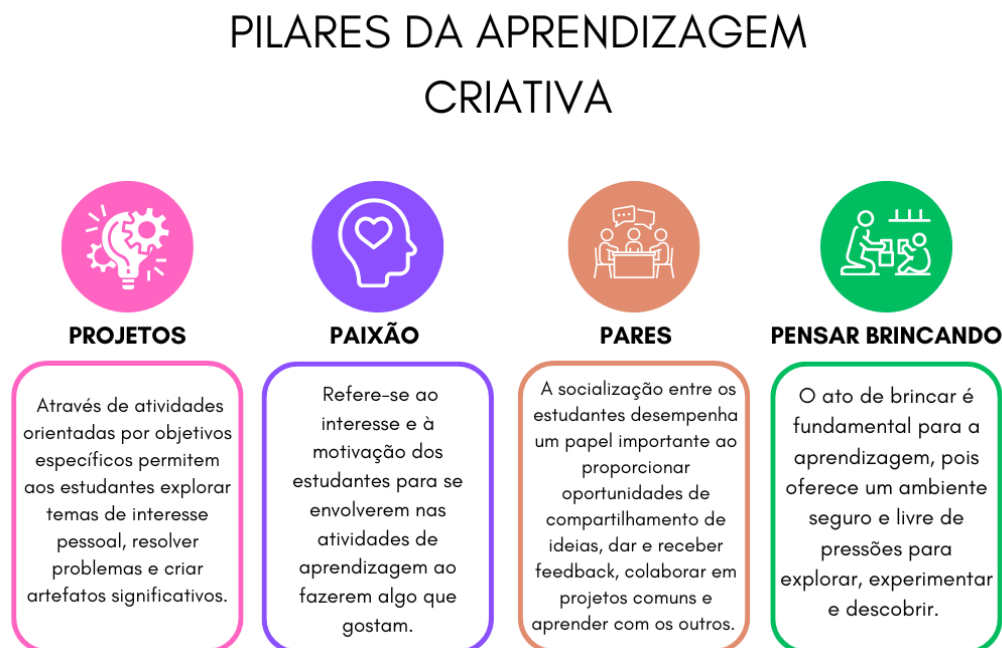 PILARES DA APRENDIZAGEM
CRIATIVA
PROJETOS
Através de atividades
orientadas por objetivos
específicos permitem
aos estudantes explorar
temas de interesse
pessoal, resolver
problemas e criar
artefatos significativos.
PAIXÃO
Refere-se ao
interesse e à
motivação dos
estudantes para se
envolverem nas
atividades de
aprendizagem ao
fazerem algo que
gostam.
PARES
A socialização entre os
estudantes desempenha
um papel importante ao
proporcionar
oportunidades de
compartilhamento de
ideias, dar e receber
feedback, colaborar em
projetos comuns e
aprender com os outros.
PENSAR BRINCANDO
O ato de brincar é
fundamental para a
aprendizagem, pois
oferece um ambiente
seguro e livre de
pressões para
explorar, experimentar
e descobrir.